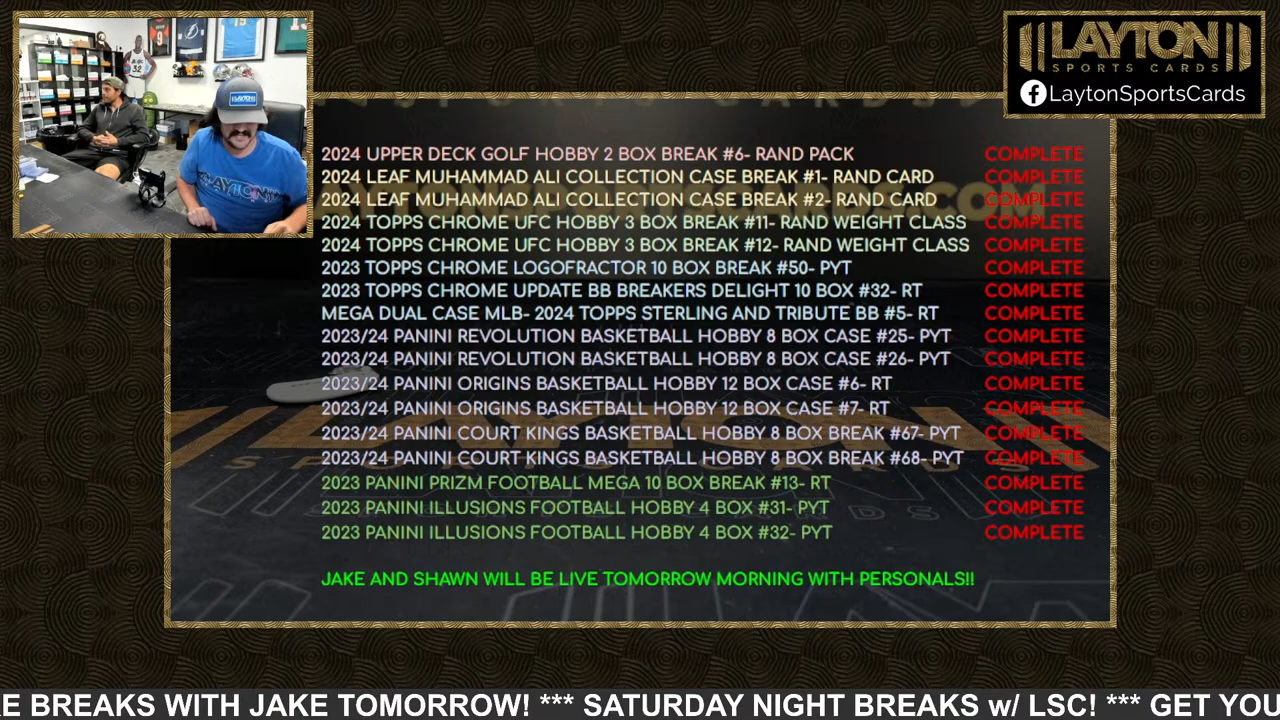 LAYTON
SPORTS CARDS
LaytonSportsCards
2024 UPPER DECK GOLF HOBBY 2 BOX BREAK #6- RAND PACK COMPLETE
2024 LEAF MUHAMMAD ALI COLLECTION CASE BREAK #1- RAND CARD COMPLETE
2024 LEAF MUHAMMAD ALI COLLECTION CASE BREAK #2- RAND CARD COMPLETE
2024 TOPPS CHROME UFC HOBBY 3 BOX BREAK #11- RAND WEIGHT CLASS COMPLETE
2024 TOPPS CHROME UFC HOBBY 3 BOX BREAK #12- RAND WEIGHT CLASS COMPLETE
2023 TOPPS CHROME LOGOFRACTOR 10 BOX BREAK #50- PYT COMPLETE
2023 TOPPS CHROME UPDATE BB BREAKERS DELIGHT 10 BOX #32- RT COMPLETE
MEGA DUAL CASE MLB- 2024 TOPPS STERLING AND TRIBUTE BB #5- RT COMPLETE
2023/24 PANINI REVOLUTION BASKETBALL HOBBY 8 BOX CASE #25- PYT COMPLETE
2023/24 PANINI REVOLUTION BASKETBALL HOBBY 8 BOX CASE #26- PYT COMPLETE
2023/24 PANINI ORIGINS BASKETBALL HOBBY 12 BOX CASE #6- RT COMPLETE
2023/24 PANINI ORIGINS BASKETBALL HOBBY 12 BOX CASE #7- RT COMPLETE
2023/24 PANINI COURT KINGS BASKETBALL HOBBY 8 BOX BREAK #67- PYT COMPLETE
2023/24 PANINI COURT KINGS BASKETBALL HOBBY 8 BOX BREAK #68- PYT COMPLETE
2023 PANINI PRIZM FOOTBALL MEGA 10 BOX BREAK #13- RT COMPLETE
2023 PANINI ILLUSIONS FOOTBALL HOBBY 4 BOX #31- PYT COMPLETE
2023 PANINI ILLUSIONS FOOTBALL HOBBY 4 BOX #32- PYT COMPLETE
JAKE AND SHAWN WILL BE LIVE TOMORROW MORNING WITH PERSONALS!!
E BREAKS WITH JAKE TOMORROW! *** SATURDAY NIGHT BREAKS w/ LSC! *** GET YOU